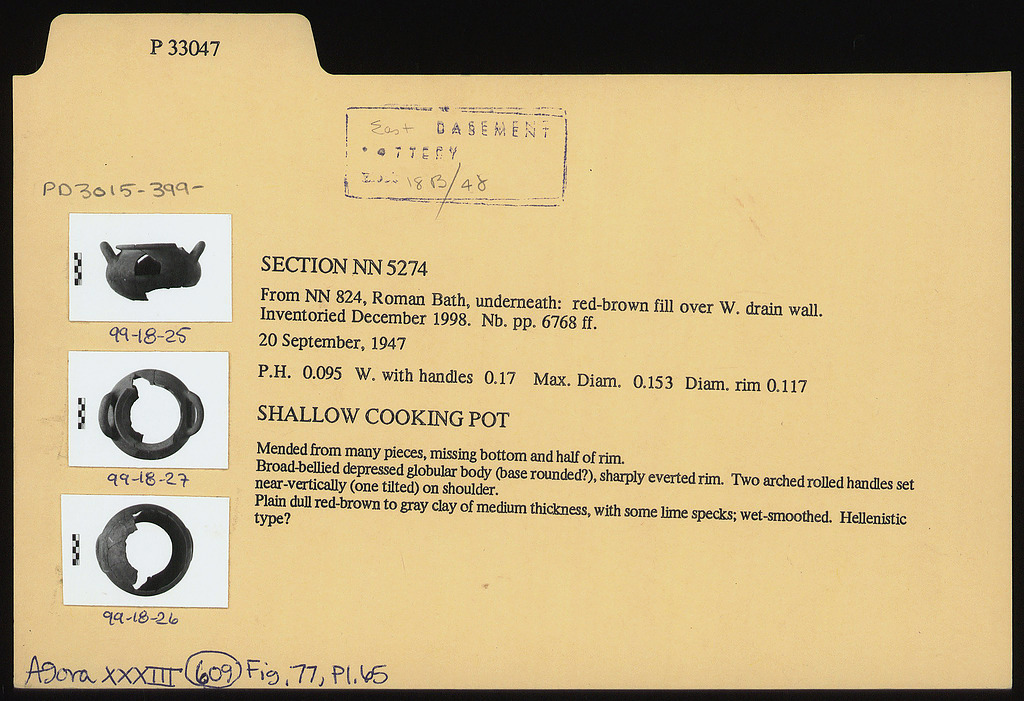 P 33047
East BASEMENT
POTTERY
18B/48
PD3015-399-
SECTION NN 5274
From NN 824, Roman Bath, underneath: red-brown fill over W. drain wall.
Inventoried December 1998. Nb. pp. 6768 ff.
20 September, 1947
P.H. 0.095 W. with handles 0.17 Max. Diam. 0.153 Diam. rim 0.117
SHALLOW COOKING POT
Mended from many pieces, missing bottom and half of rim.
Broad-bellied depressed globular body (base rounded?), sharply everted rim. Two arched rolled handles set
near-vertically (one tilted) on shoulder.
Plain dull red-brown to gray clay of medium thickness, with some lime specks; wet-smoothed. Hellenistic
type?
99-18-25
99-18-27
99-18-26
Agora XXXIII 609 Fig. 77, Pl. 65